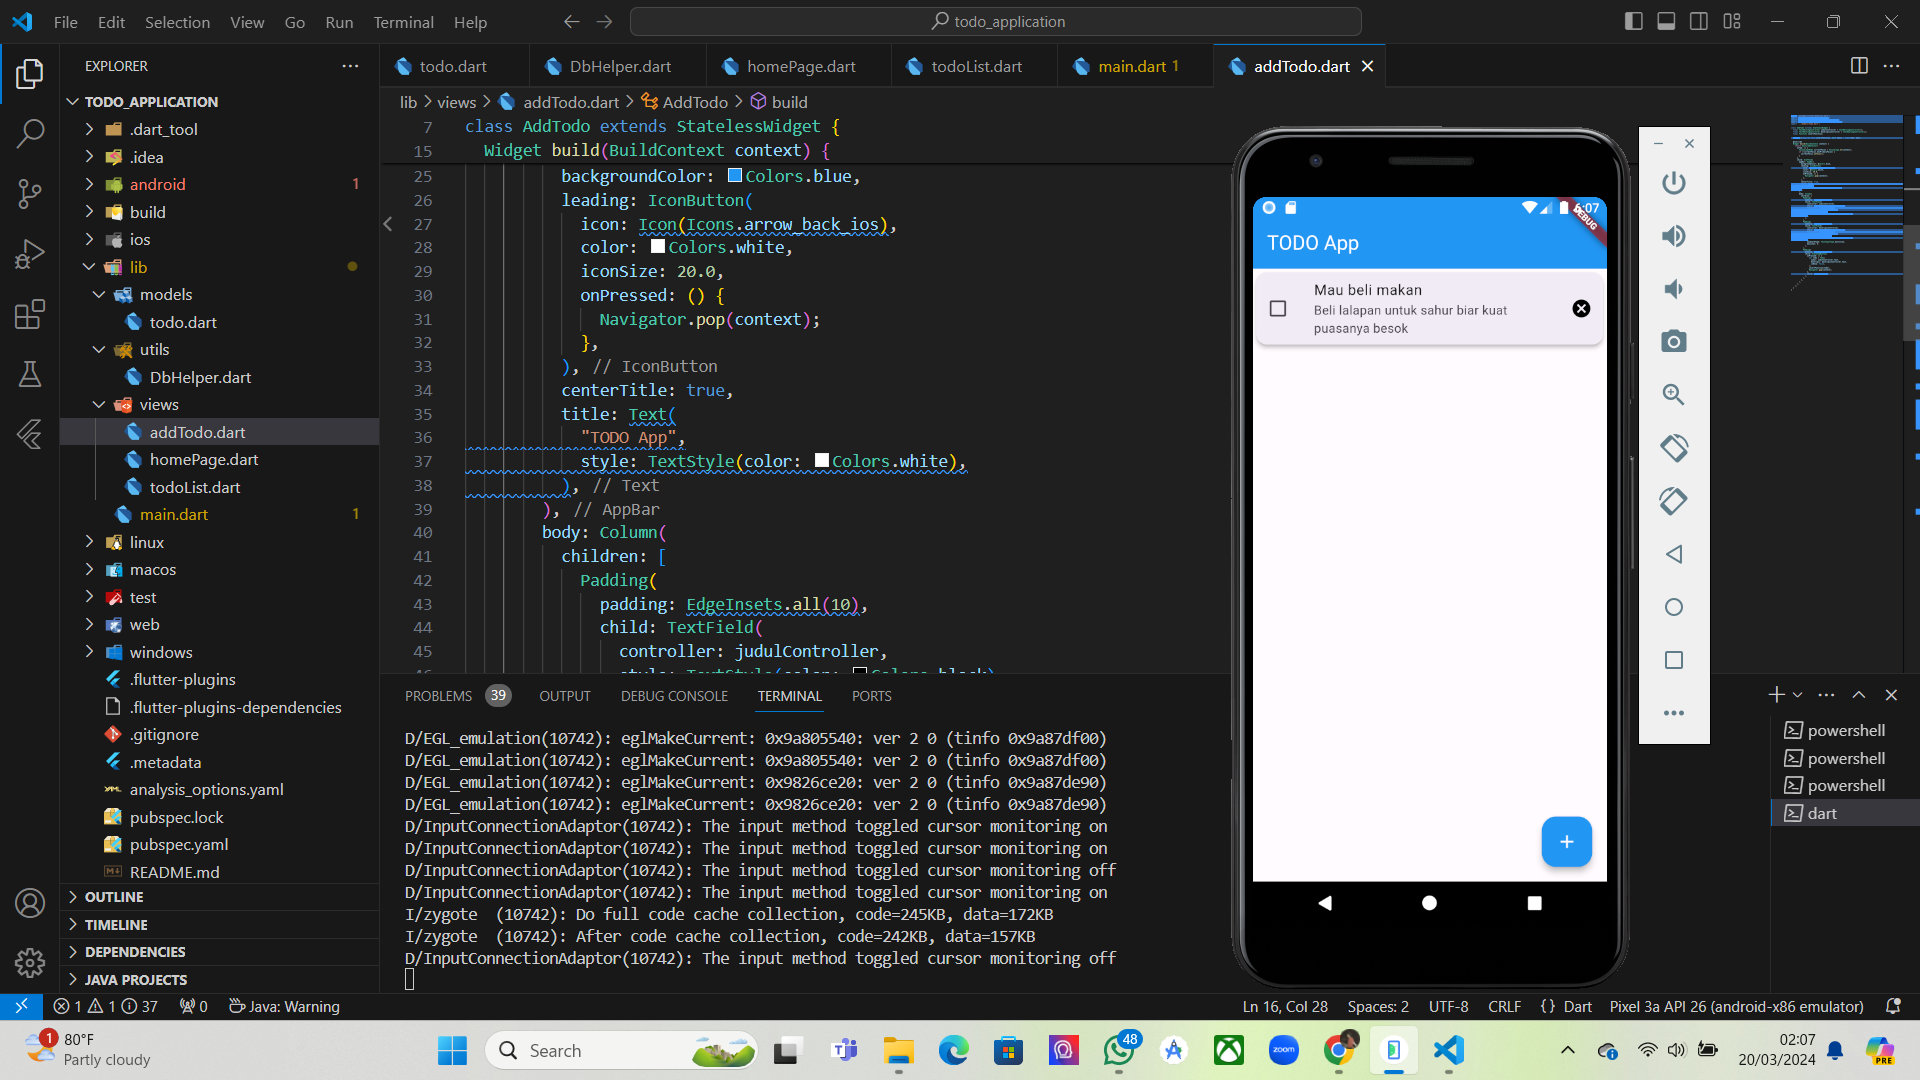 File Edit Selection View Go Run Terminal Help
todo_application
EXPLORER
TODO_APPLICATION
.dart_tool
.idea
android 1
build
ios
lib
models
todo.dart
utils
DbHelper.dart
views
addTodo.dart
homePage.dart
todoList.dart
main.dart 1
linux
macos
test
web
windows
.flutter-plugins
.flutter-plugins-dependencies
.gitignore
.metadata
analysis_options.yaml
pubspec.lock
pubspec.yaml
README.md
OUTLINE
TIMELINE
DEPENDENCIES
JAVA PROJECTS
todo.dart DbHelper.dart homePage.dart todoList.dart main.dart 1 addTodo.dart
lib > views > addTodo.dart > AddTodo > build
7 class AddTodo extends StatelessWidget {
15 Widget build(BuildContext context) {
25 backgroundColor: Colors.blue,
26 leading: IconButton(
27 icon: Icon(Icons.arrow_back_ios),
28 color: Colors.white,
29 iconSize: 20.0,
30 onPressed: () {
31 Navigator.pop(context);
32 },
33 ), // IconButton
34 centerTitle: true,
35 title: Text(
36 "TODO App",
37 style: TextStyle(color: Colors.white),
38 ), // Text
39 ), // AppBar
40 body: Column(
41 children: [
42 Padding(
43 padding: EdgeInsets.all(10),
44 child: TextField(
45 controller: judulController,
46 style: TextStyle(color: Colors.black)
6:07
DEBUG
TODO App
Mau beli makan
Beli lalapan untuk sahur biar kuat
puasanya besok
PROBLEMS 39 OUTPUT DEBUG CONSOLE TERMINAL PORTS
D/EGL_emulation(10742): eglMakeCurrent: 0x9a805540: ver 2 0 (tinfo 0x9a87df00)
D/EGL_emulation(10742): eglMakeCurrent: 0x9a805540: ver 2 0 (tinfo 0x9a87df00)
D/EGL_emulation(10742): eglMakeCurrent: 0x9826ce20: ver 2 0 (tinfo 0x9a87de90)
D/EGL_emulation(10742): eglMakeCurrent: 0x9826ce20: ver 2 0 (tinfo 0x9a87de90)
D/InputConnectionAdaptor(10742): The input method toggled cursor monitoring on
D/InputConnectionAdaptor(10742): The input method toggled cursor monitoring on
D/InputConnectionAdaptor(10742): The input method toggled cursor monitoring off
D/InputConnectionAdaptor(10742): The input method toggled cursor monitoring on
I/zygote  (10742): Do full code cache collection, code=245KB, data=172KB
I/zygote  (10742): After code cache collection, code=242KB, data=157KB
D/InputConnectionAdaptor(10742): The input method toggled cursor monitoring off
powershell
powershell
powershell
dart
1 1 37 0 Java: Warning
Ln 16, Col 28 Spaces: 2 UTF-8 CRLF {} Dart Pixel 3a API 26 (android-x86 emulator)
1
80°F
Partly cloudy
Search
48
zoom
02:07
20/03/2024
PRE